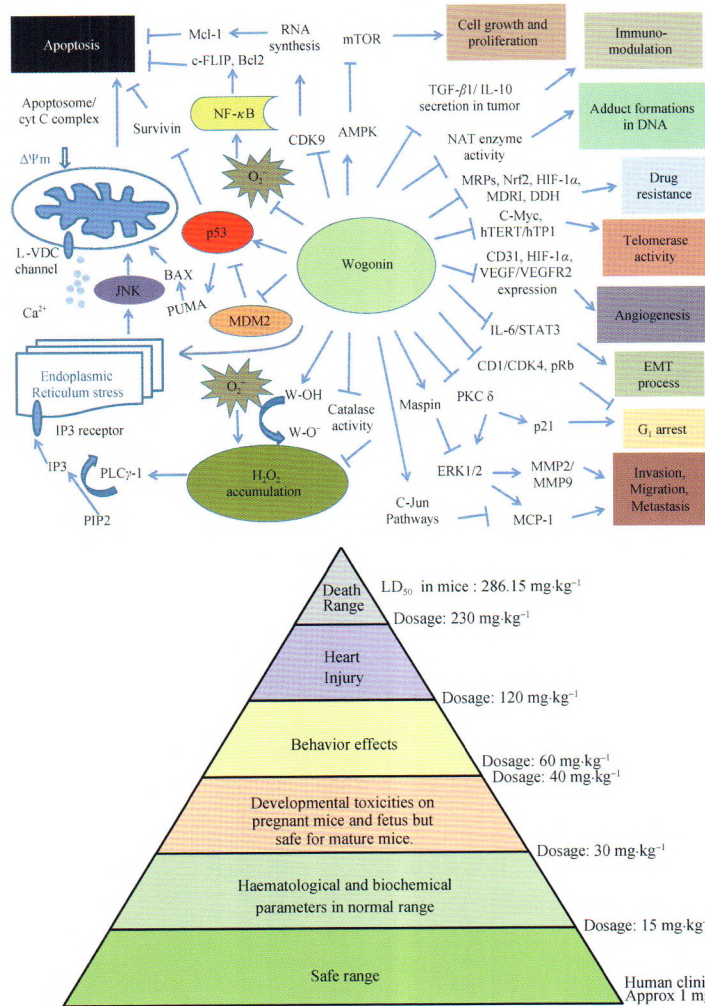 Apoptosis
Mcl-1
RNA
synthesis
mTOR
Cell growth and
proliferation
Immuno-
modulation
c-FLIP, Bcl2
Apoptosome/
cyt C complex
Survivin
NF-κB
CDK9
AMPK
TGF-β1/ IL-10
secretion in tumor
Adduct formations
in DNA
NAT enzyme
activity
ΔΨm
O₂⁻
MRPs, Nrf2, HIF-1α,
MDRI, DDH
Drug
resistance
p53
C-Myc,
hTERT/hTP1
Telomerase
activity
L-VDC
channel
Wogonin
CD31, HIF-1α,
VEGF/VEGFR2
expression
Angiogenesis
BAX
JNK
PUMA
Ca²⁺
MDM2
IL-6/STAT3
Endoplasmic
Reticulum stress
O₂⁻
CD1/CDK4, pRb
EMT
process
W-OH
Catalase
activity
Maspin
PKC δ
W-O⁻
p21
G₁ arrest
IP3 receptor
H₂O₂
accumulation
ERK1/2
MMP2/
MMP9
Invasion,
Migration,
Metastasis
IP3
PLCγ-1
PIP2
C-Jun
Pathways
MCP-1
Death
Range
LD₅₀ in mice : 286.15 mg·kg⁻¹
Dosage: 230 mg·kg⁻¹
Heart
Injury
Dosage: 120 mg·kg⁻¹
Behavior effects
Dosage: 60 mg·kg⁻¹
Dosage: 40 mg·kg⁻¹
Developmental toxicities on
pregnant mice and fetus but
safe for mature mice.
Dosage: 30 mg·kg⁻¹
Haematological and biochemical
parameters in normal range
Dosage: 15 mg·kg⁻
Safe range
Human clini
Approx 1 m